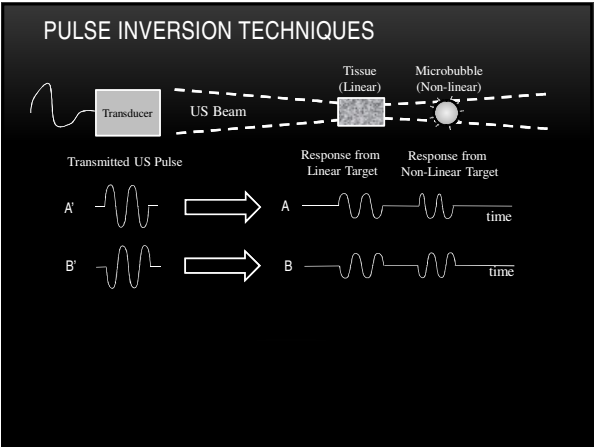 PULSE INVERSION TECHNIQUES
Tissue
(Linear)
Microbubble
(Non-linear)
Transducer
US Beam
Transmitted US Pulse
Response from
Linear Target
Response from
Non-Linear Target
A'
A
time
B'
B
time